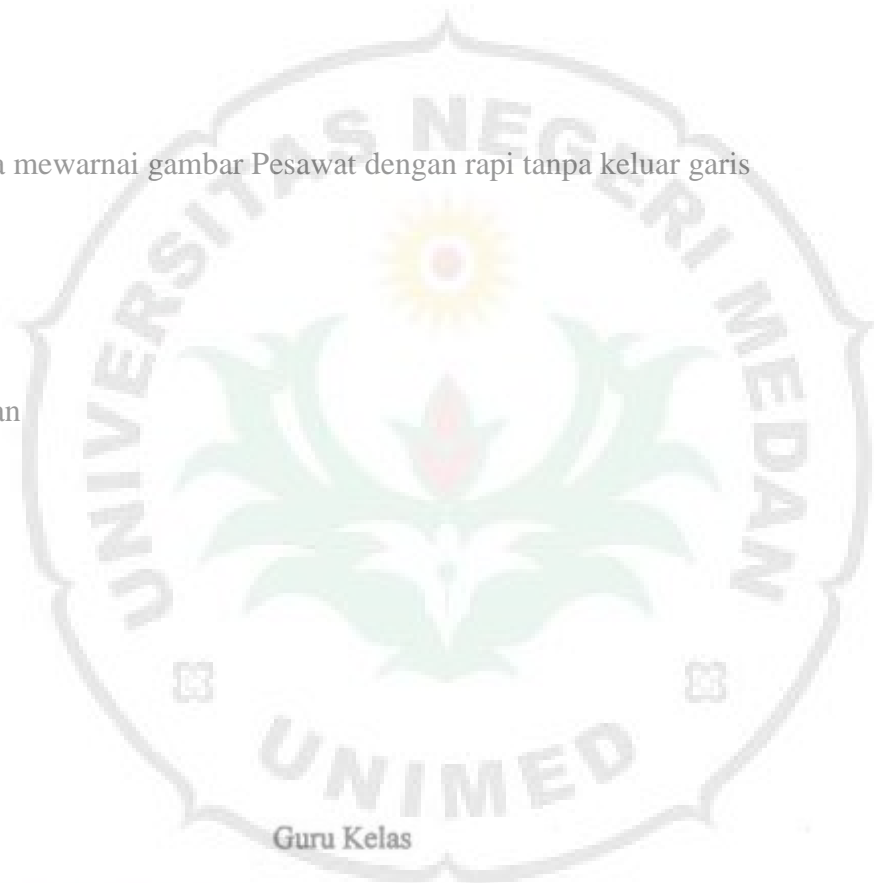 UNIVERSITAS NEGERI MEDAN
a mewarnai gambar Pesawat dengan rapi tanpa keluar garis
an
UNIMED
Guru Kelas